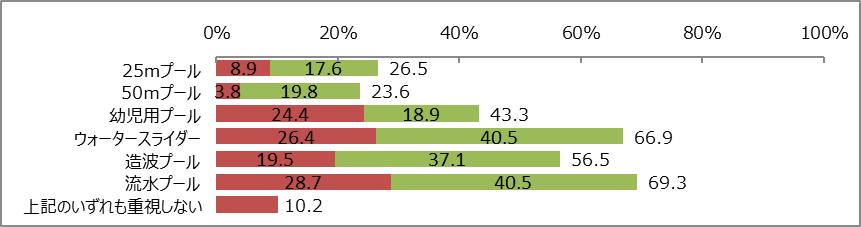 0% 20% 40% 60% 80% 100%
25mプール 8.9 17.6 26.5
50mプール 3.8 19.8 23.6
幼児用プール 24.4 18.9 43.3
ウォータースライダー 26.4 40.5 66.9
造波プール 19.5 37.1 56.5
流水プール 28.7 40.5 69.3
上記のいずれも重視しない 10.2